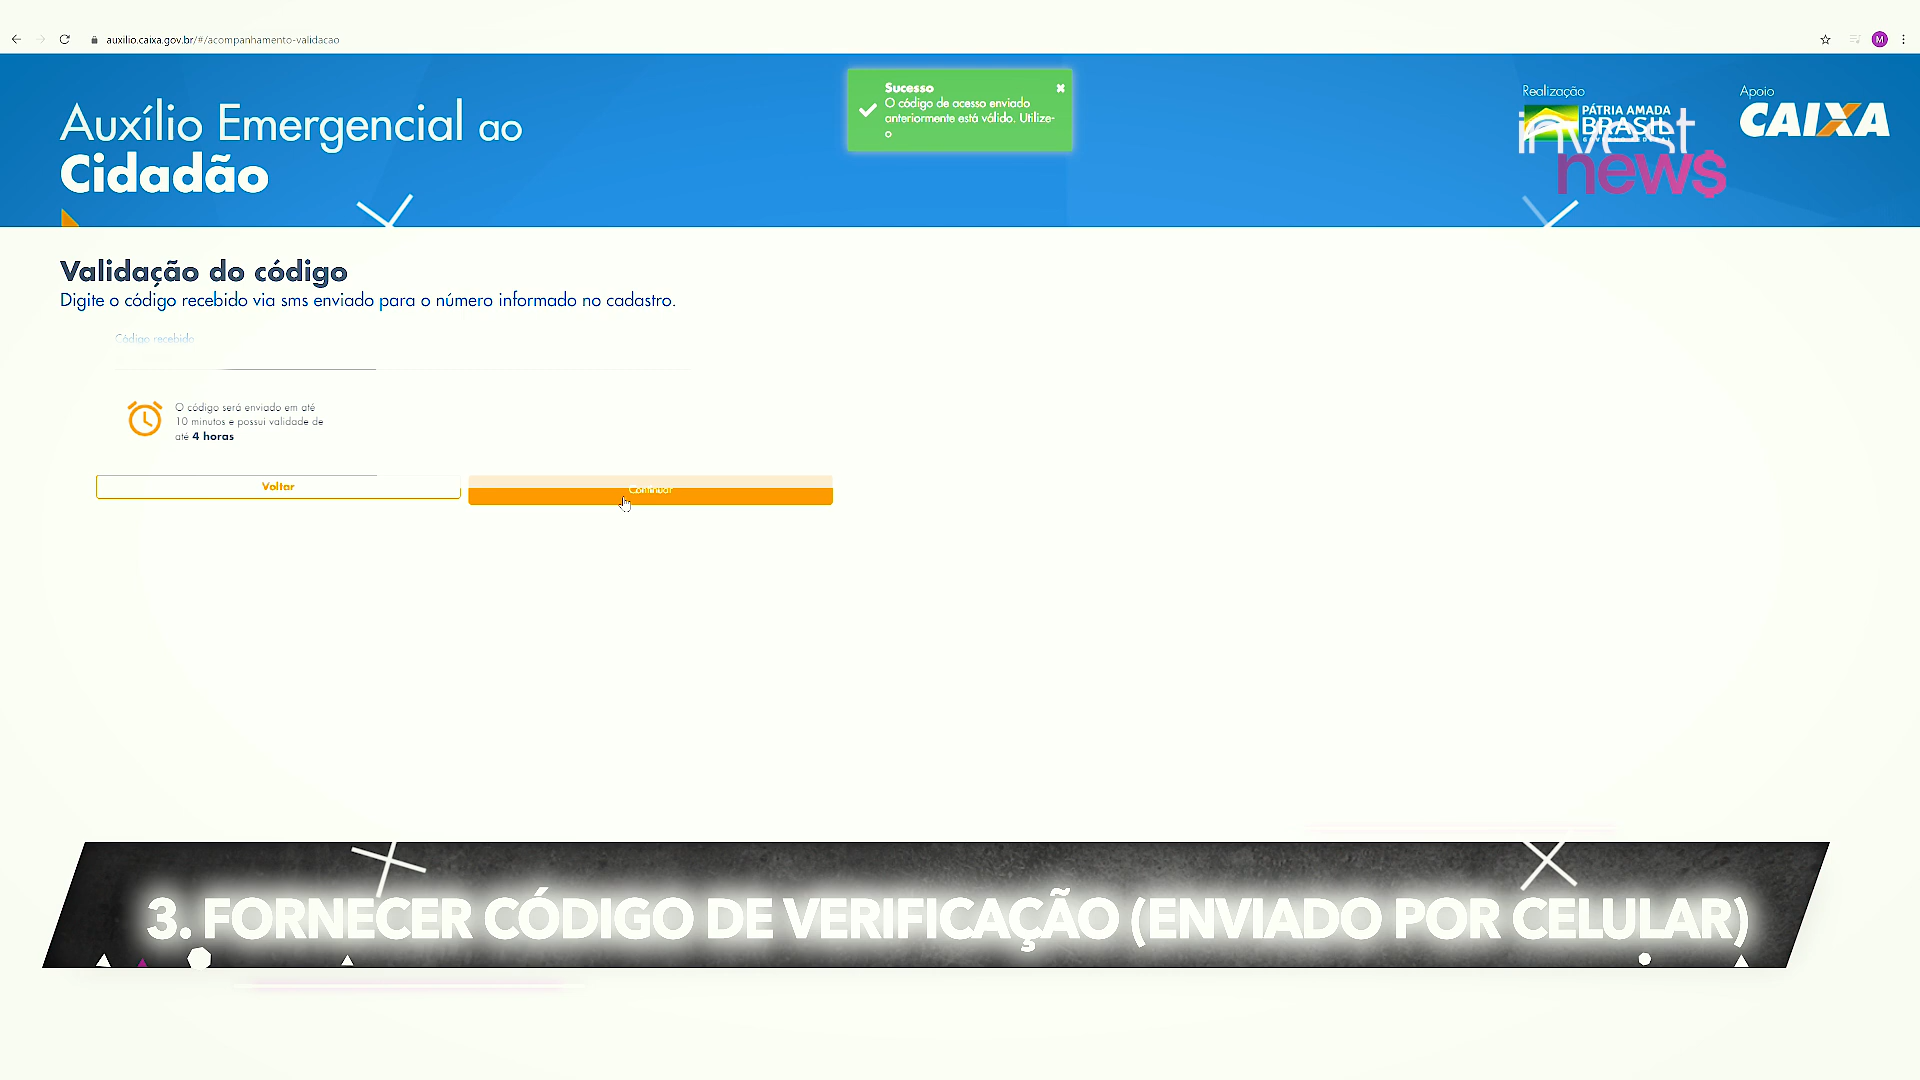 auxilio.caixa.gov.br/#/acompanhamento-validacao
M
Auxílio Emergencial ao
Cidadão
Sucesso
O código de acesso enviado
anteriormente está válido. Utilize-
o
Realização
PÁTRIA AMADA
BRASIL
invest
new$
Apoio
CAIXA
Validação do código
Digite o código recebido via sms enviado para o número informado no cadastro.
Código recebido
O código será enviado em até
10 minutos e possui validade de
até 4 horas
Voltar
Continuar
3. FORNECER CÓDIGO DE VERIFICAÇÃO (ENVIADO POR CELULAR)